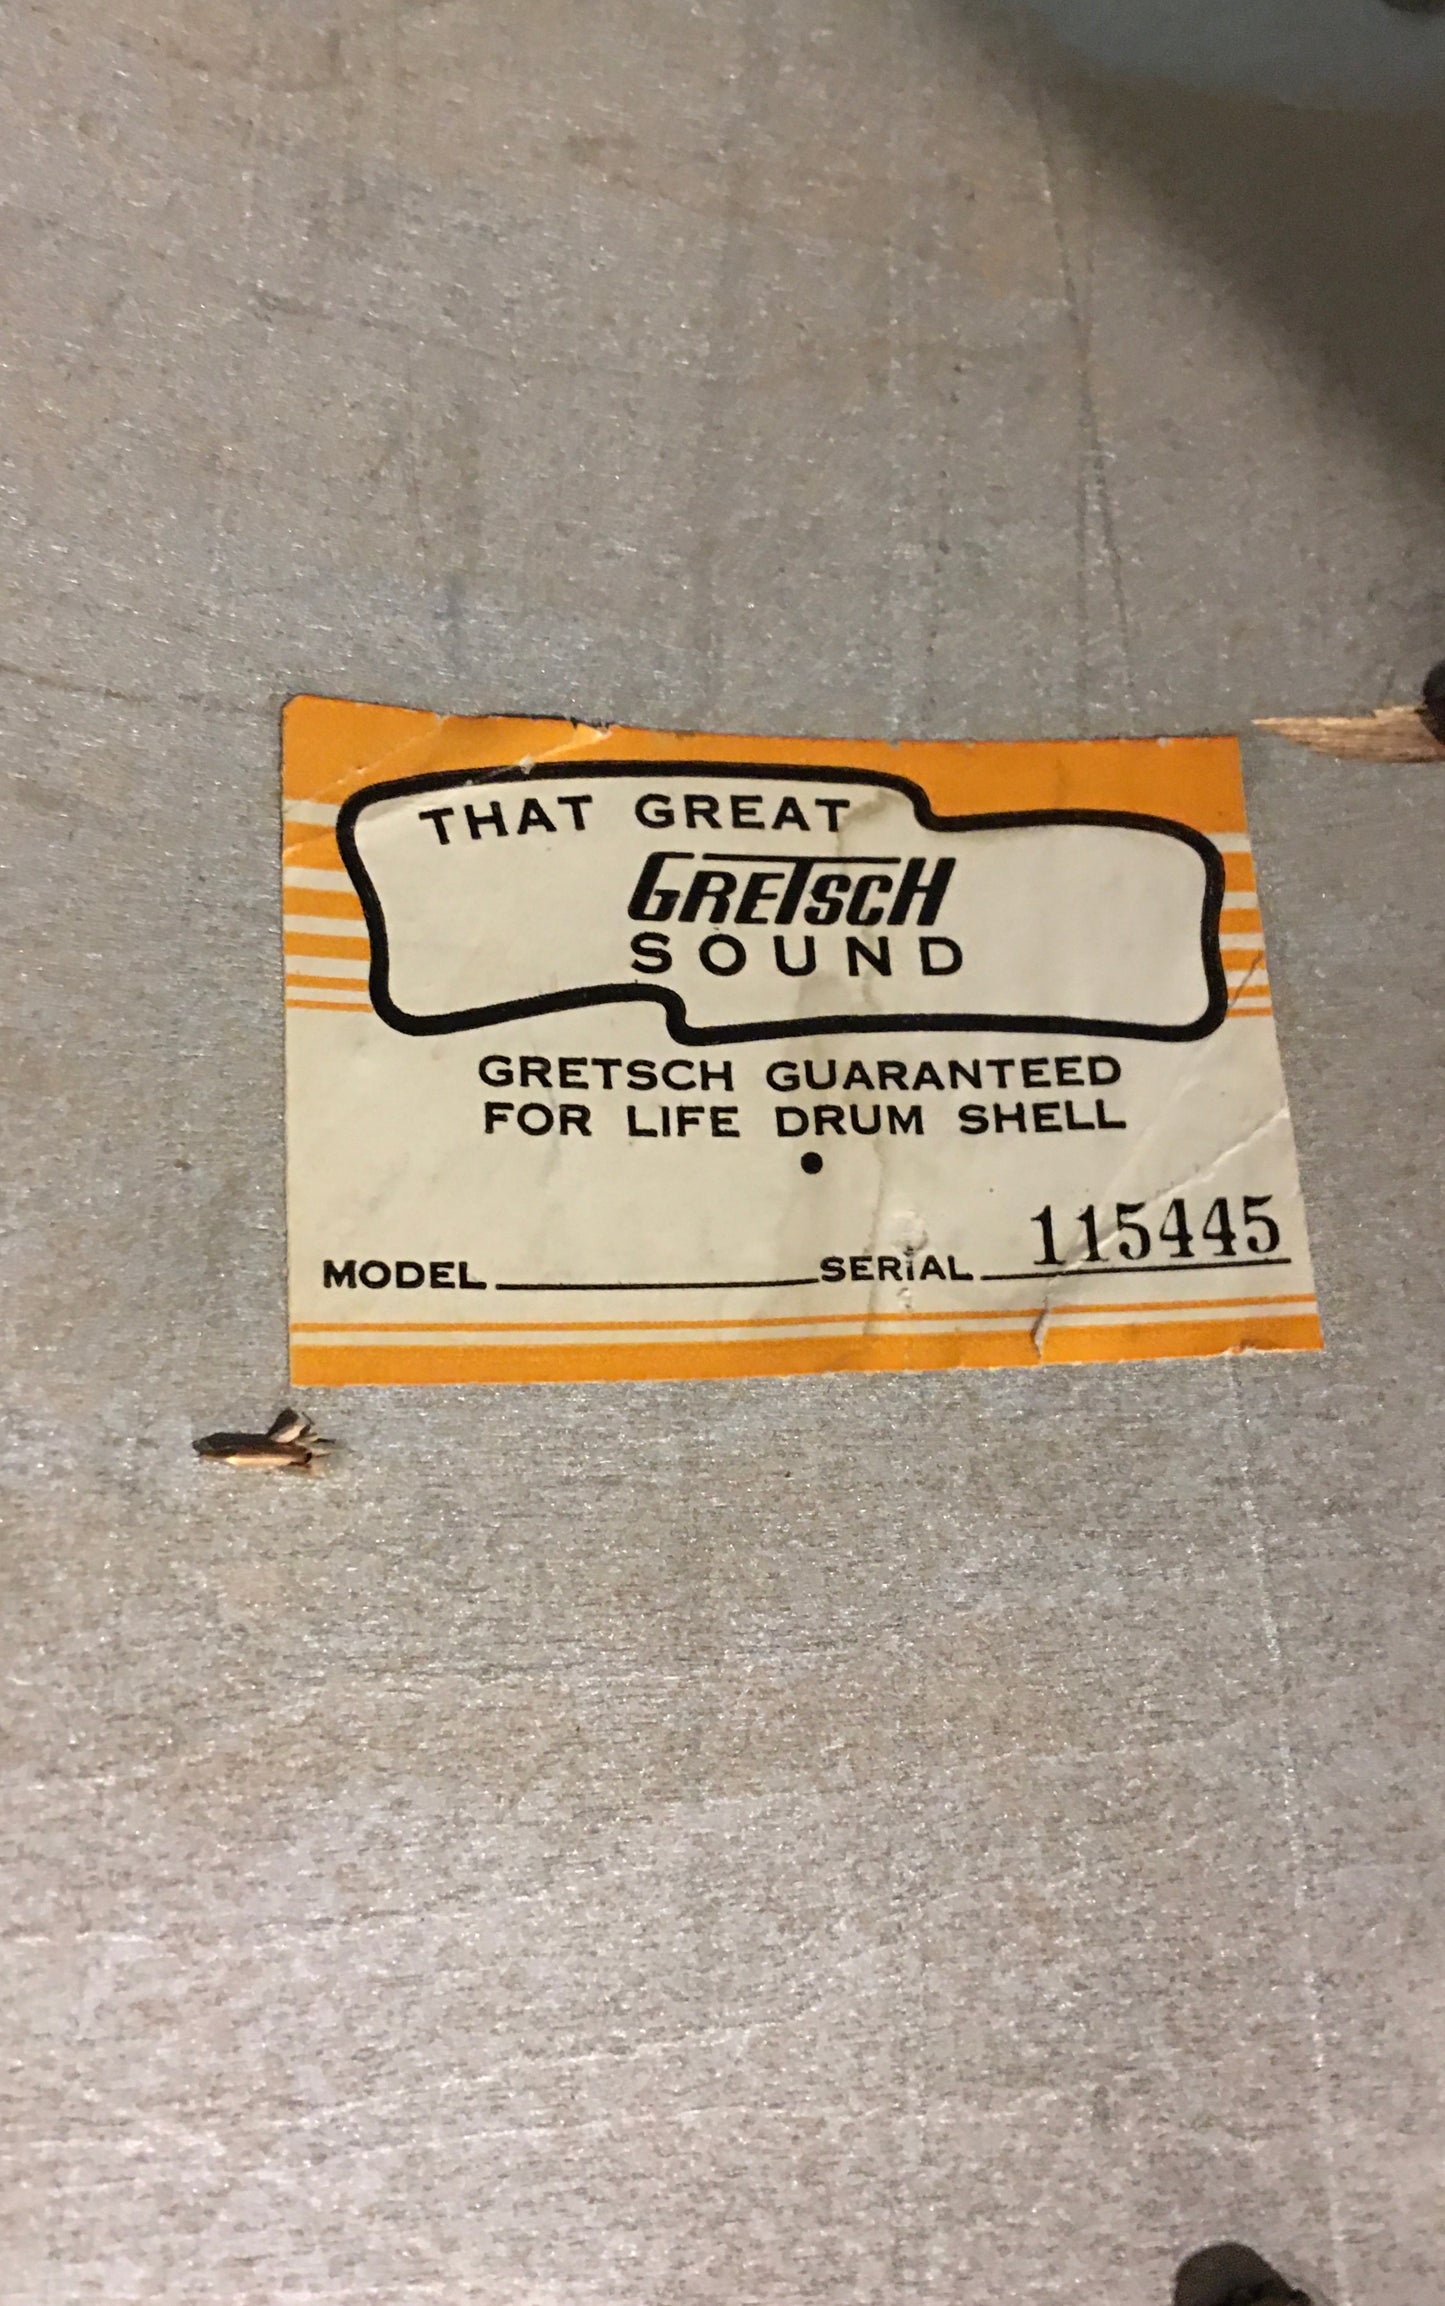 THAT GREAT
GRETSCH
SOUND
GRETSCH GUARANTEED
FOR LIFE DRUM SHELL
•
MODEL SERIAL 115445